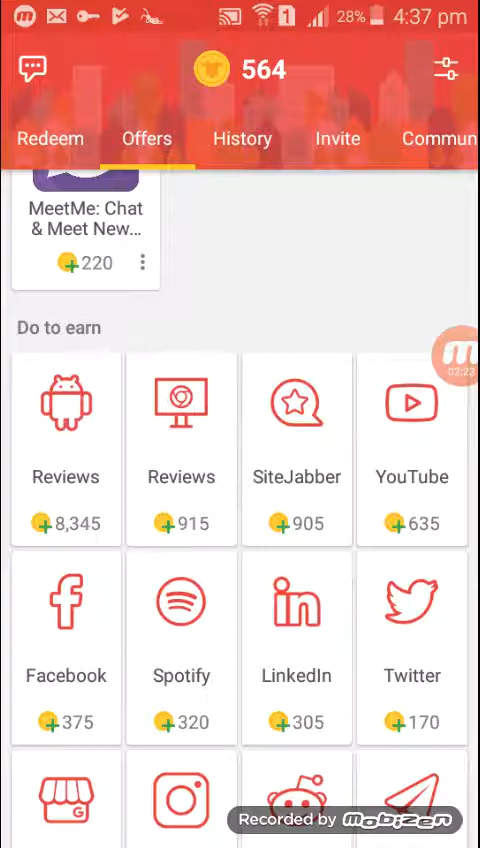 1 28% 4:37 pm
564
Redeem Offers History Invite Commun
MeetMe: Chat
& Meet New...
220
Do to earn
02:23
Reviews Reviews SiteJabber YouTube
8,345 915 905 635
Facebook Spotify LinkedIn Twitter
375 320 305 170
G
Recorded by Mobizen